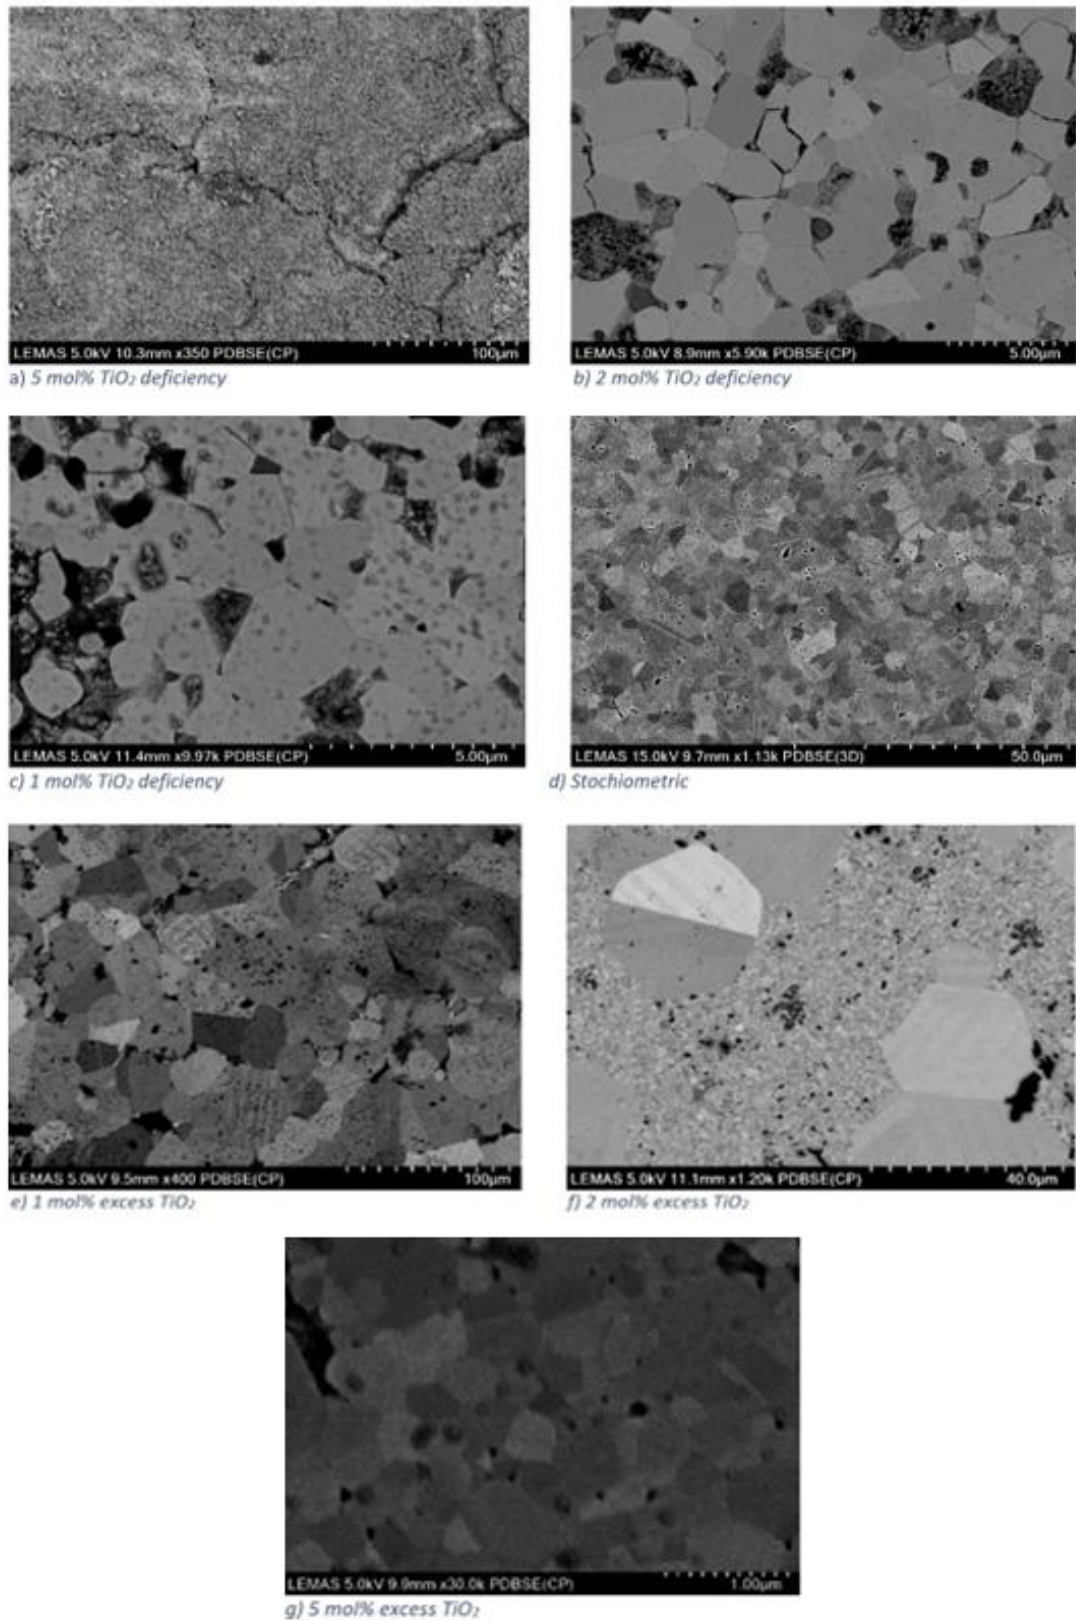 LEMAS 5.0kV 10.3mm x350 PDBSE(CP) 100µm
a) 5 mol% TiO₂ deficiency
LEMAS 5.0kV 8.9mm x5.90k PDBSE(CP) 5.00µm
b) 2 mol% TiO₂ deficiency
LEMAS 5.0kV 11.4mm x9.97k PDBSE(CP) 5.00µm
c) 1 mol% TiO₂ deficiency
LEMAS 15.0kV 9.7mm x1.13k PDBSE(3D) 50.0µm
d) Stochiometric
LEMAS 5.0kV 9.5mm x400 PDBSE(CP) 100µm
e) 1 mol% excess TiO₂
LEMAS 5.0kV 11.1mm x1.20k PDBSE(CP) 40.0µm
f) 2 mol% excess TiO₂
LEMAS 5.0kV 9.9mm x30.0k PDBSE(CP) 1.00µm
g) 5 mol% excess TiO₂